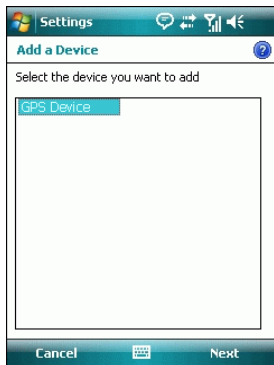 Settings
Add a Device
?
Select the device you want to add
GPS Device
Cancel Next